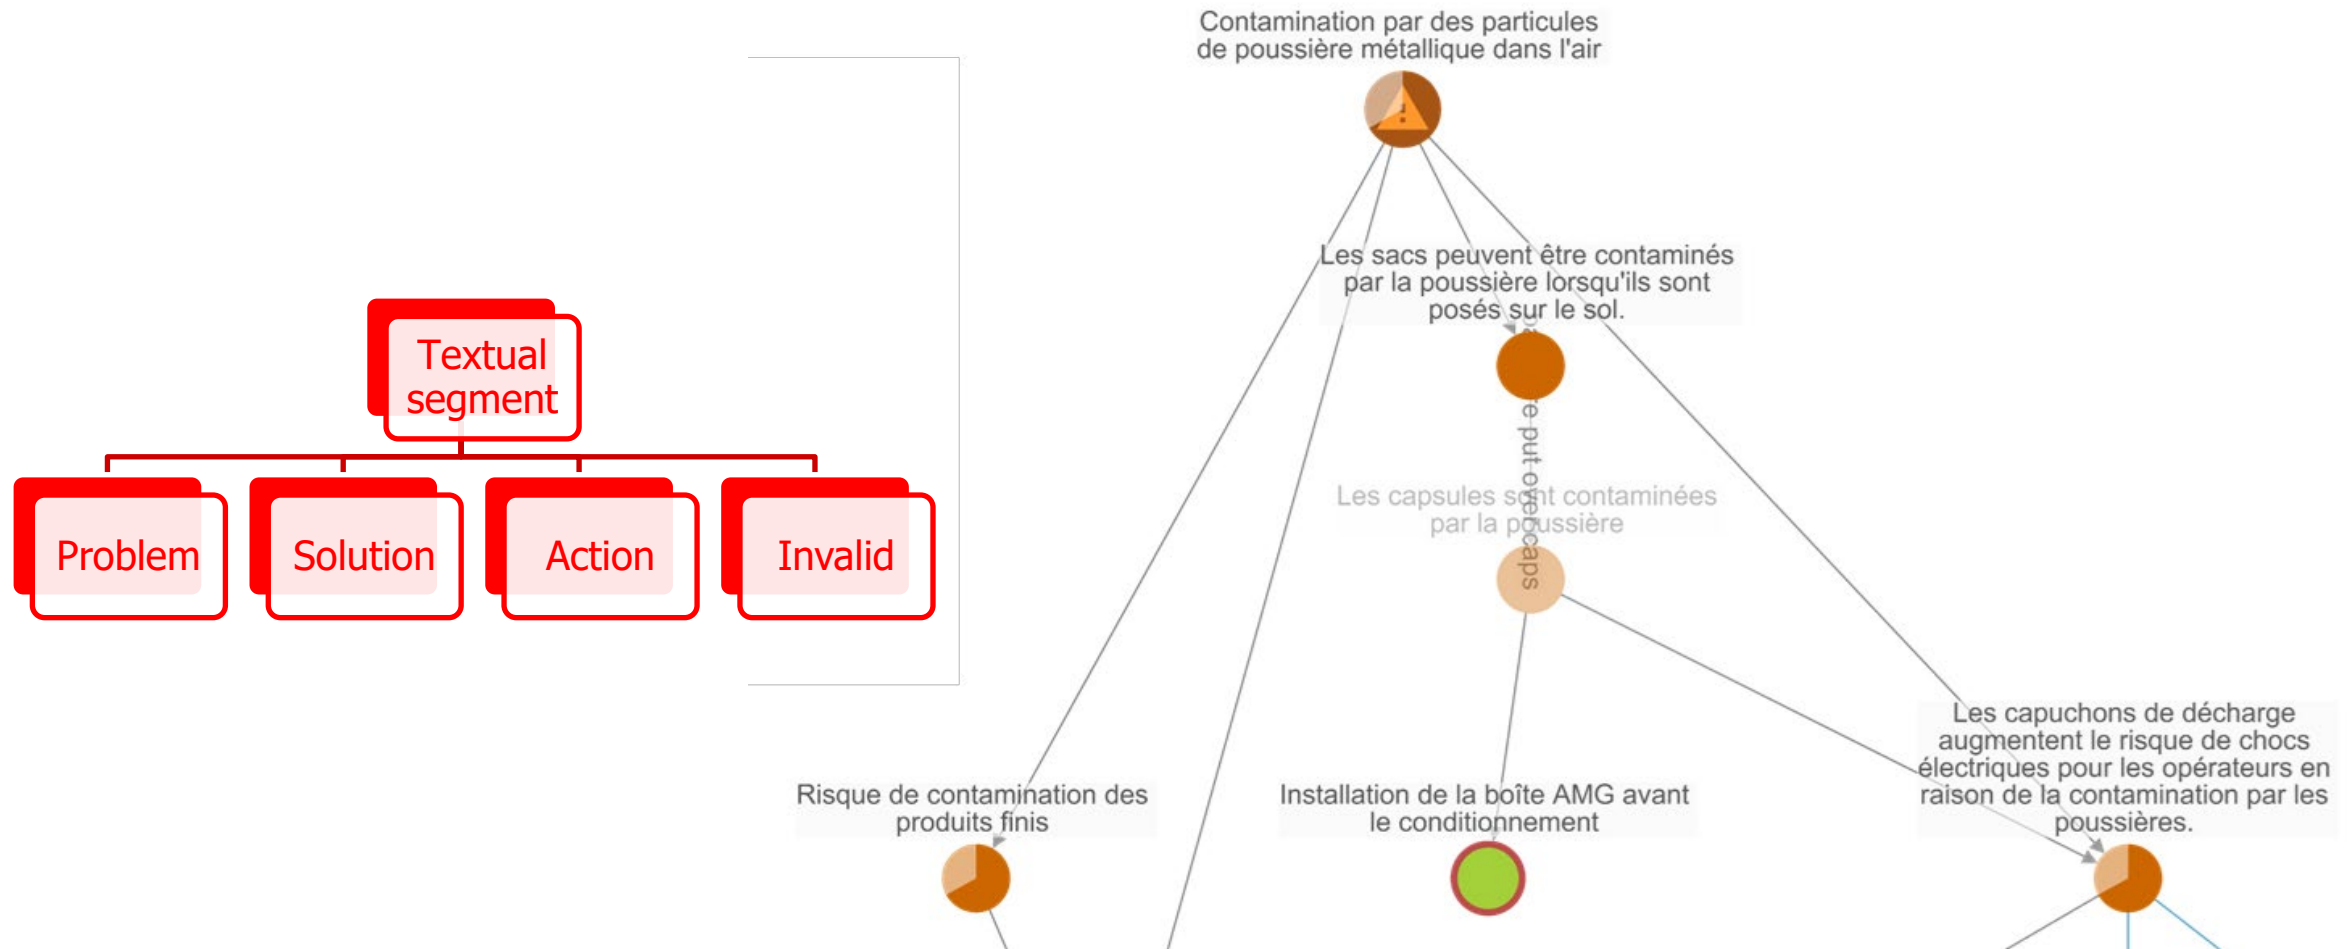 Textual
segment
Problem
Solution
Action
Invalid
Contamination par des particules
de poussière métallique dans l'air
Les sacs peuvent être contaminés
par la poussière lorsqu'ils sont
posés sur le sol.
put overcaps
Les capsules sont contaminées
par la poussière
Risque de contamination des
produits finis
Installation de la boîte AMG avant
le conditionnement
Les capuchons de décharge
augmentent le risque de chocs
électriques pour les opérateurs en
raison de la contamination par les
poussières.